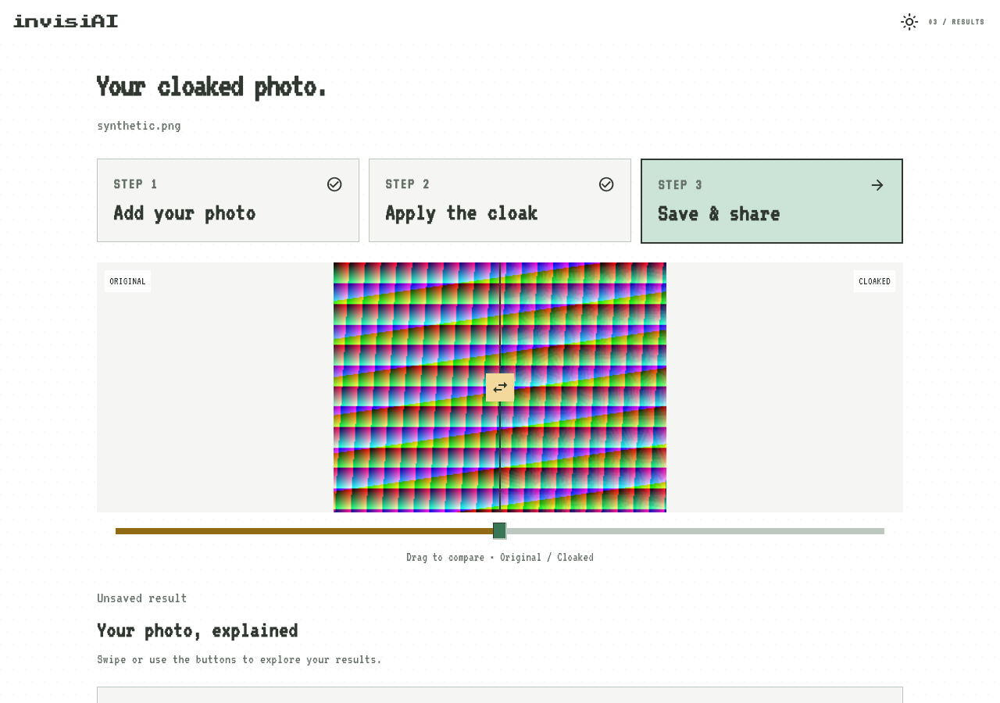 invisiAI
03 / RESULTS
Your cloaked photo.
synthetic.png
STEP 1
Add your photo
STEP 2
Apply the cloak
STEP 3
Save & share
ORIGINAL
CLOAKED
Drag to compare · Original / Cloaked
Unsaved result
Your photo, explained
Swipe or use the buttons to explore your results.